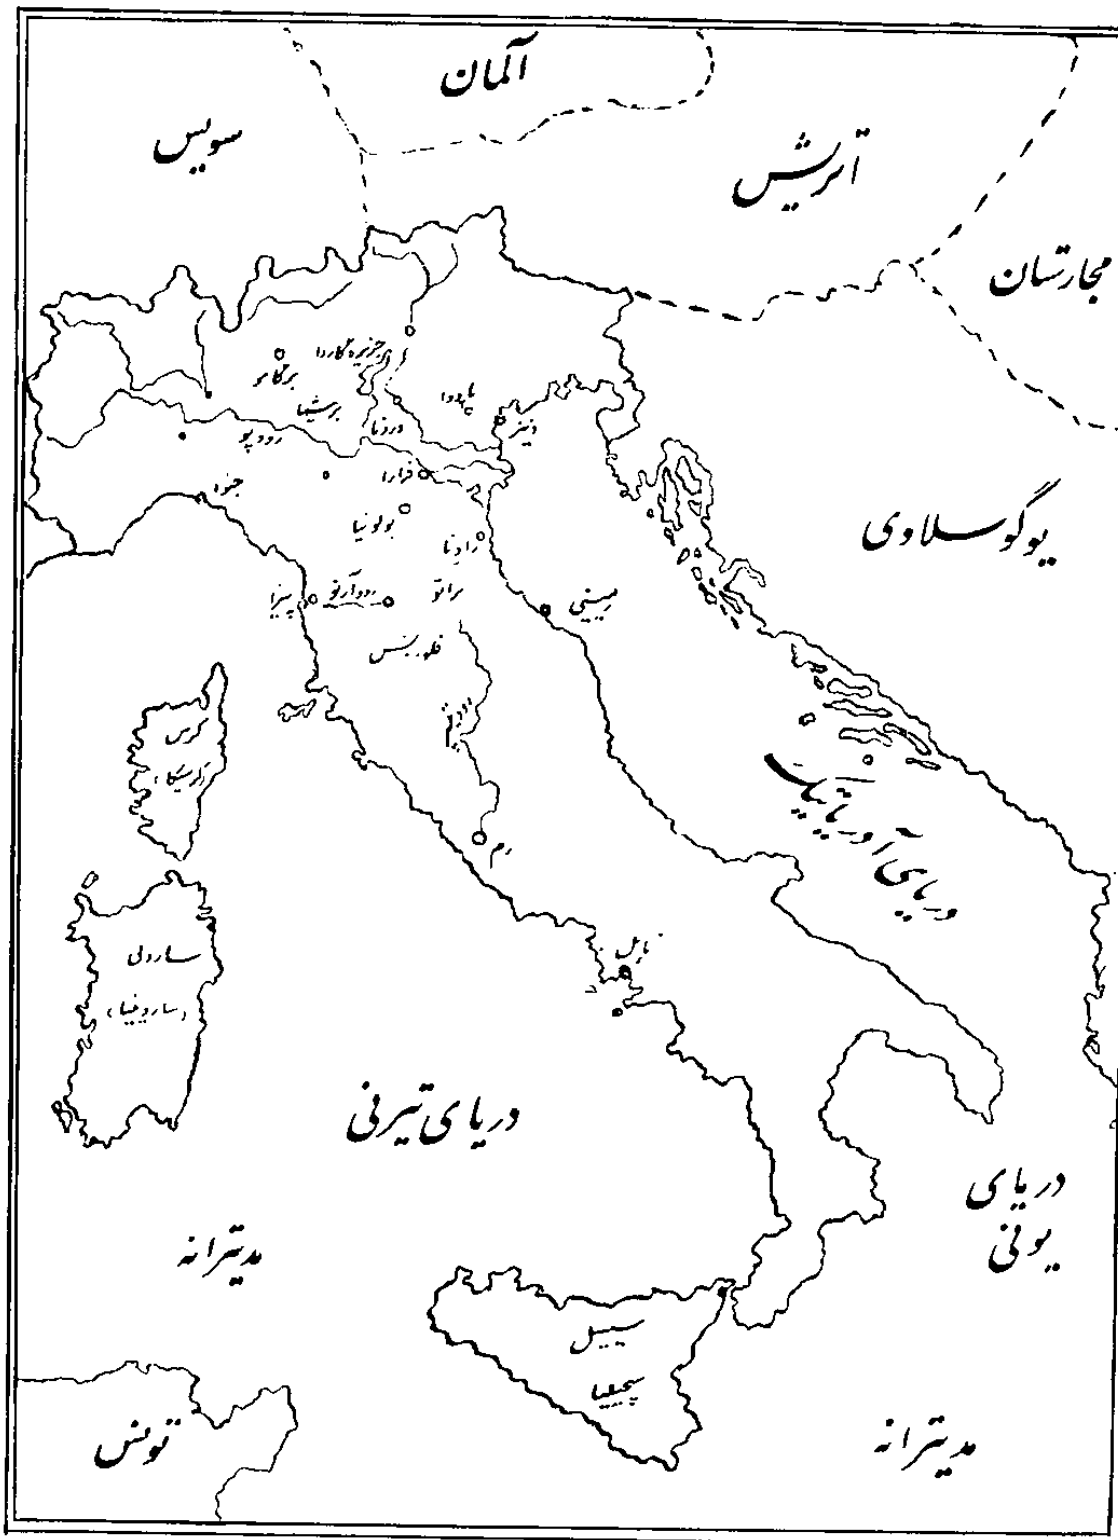 آلمان
سویس
اتریش
مجارستان
جزیره گاردا
برگامو
پادوا
برشیا
ورونا
ونیز
رود پو
فرارا
جنوا
بولونیا
یوگوسلاوی
راونا
پیزا
رود آرنو
پراتو
ریمینی
فلورنس
کرس
دریای آدریاتیک
رم
ناپل
ساردنی
(ساردینیا)
دریای تیرنی
دریای
یونی
مدیترانه
سیسیل
سیچیلیا
تونس
مدیترانه